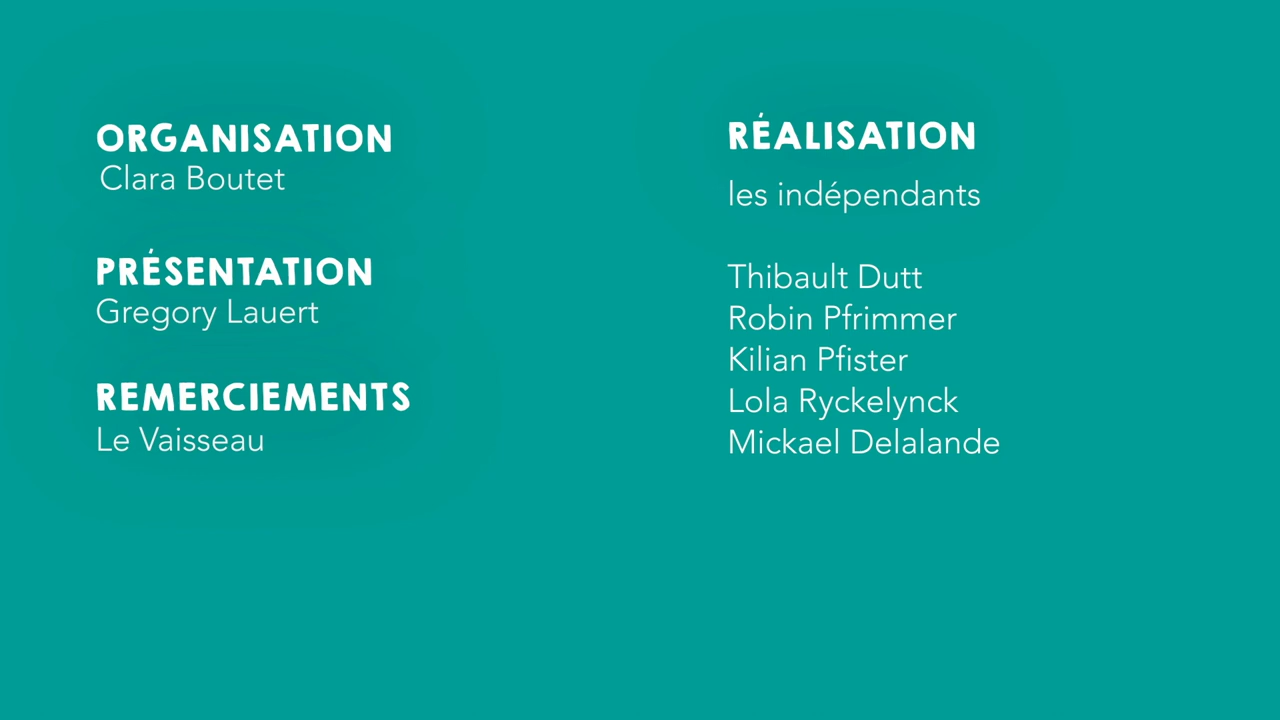 ORGANISATION
Clara Boutet
PRÉSENTATION
Gregory Lauert
REMERCIEMENTS
Le Vaisseau
RÉALISATION
les indépendants
Thibault Dutt
Robin Pfrimmer
Kilian Pfister
Lola Ryckelynck
Mickael Delalande